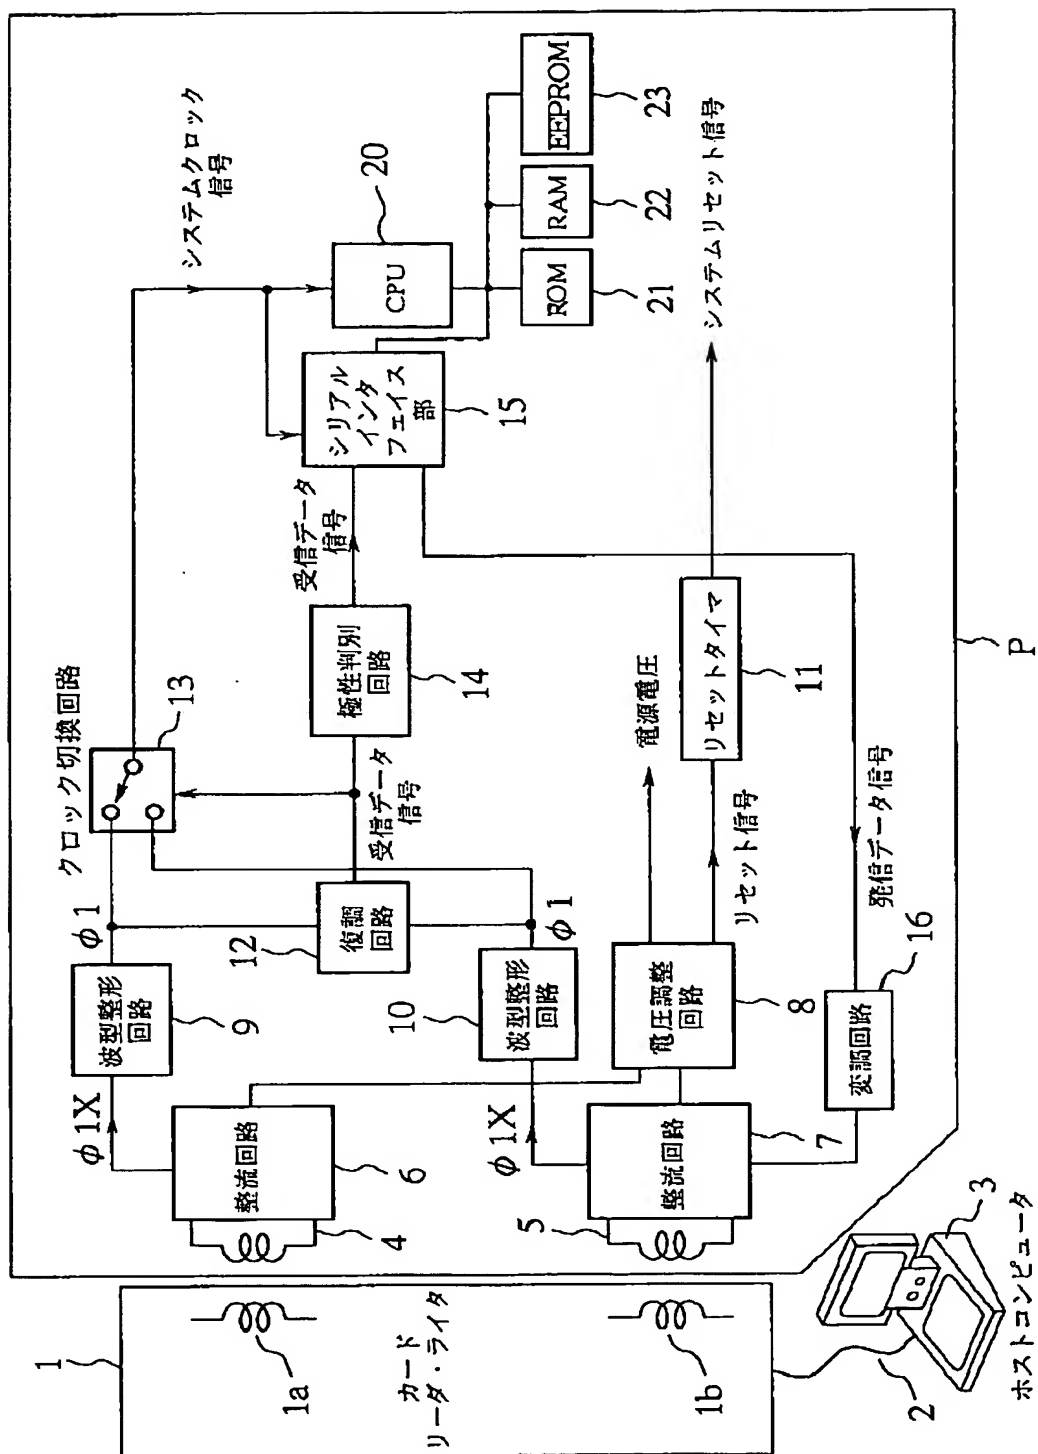 1
1a
カード
リーダ・ライタ
1b
2
3
ホストコンピュータ
4
整流回路
6
5
整流回路
7
φ1X
φ1X
波型整形
回路
9
10
波型整形
回路
φ1
φ1
12
復調
回路
電圧調整
回路
8
変調回路
16
クロック切換回路
13
受信データ
信号
極性判別
回路
14
受信データ
信号
電源電圧
リセット信号
リセットタイマ
11
発信データ信号
シリアル
インタ
フェイス
部
15
システムクロック
信号
CPU
20
ROM
21
RAM
22
EEPROM
23
システムリセット信号
P